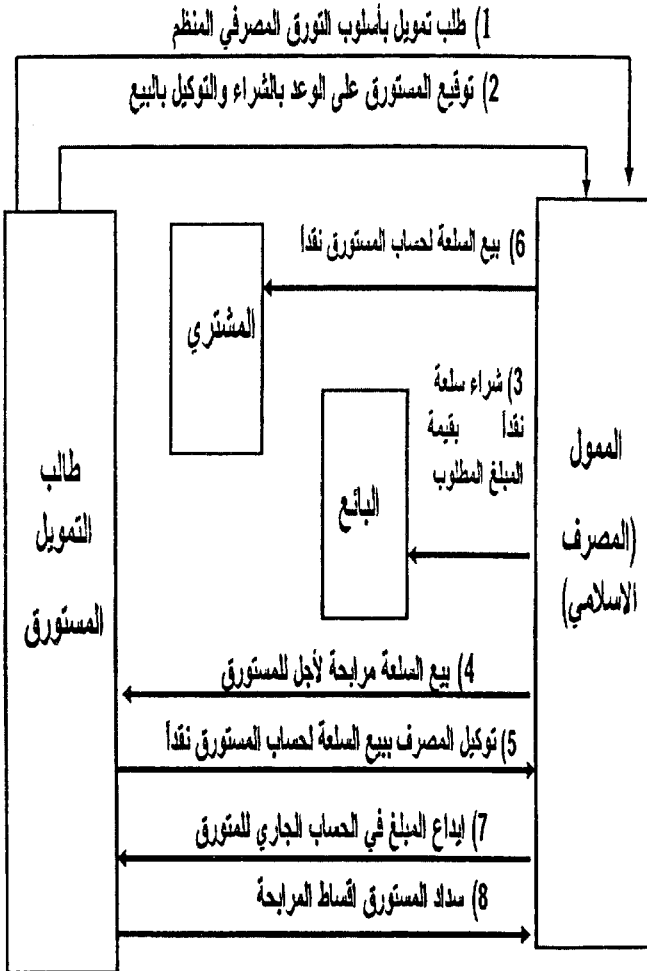 1) طلب تمويل بأسلوب التورق المصرفي المنظم
2) توقيع المستورق على الوعد بالشراء والتوكيل بالبيع
6) بيع السلعة لحساب المستورق نقداً
المشتري
3) شراء سلعة
نقداً بقيمة
المبلغ المطلوب
البائع
الممول
(المصرف
الاسلامي)
طالب
التمويل
المستورق
4) بيع السلعة مرابحة لأجل للمستورق
5) توكيل المصرف ببيع السلعة لحساب المستورق نقداً
7) ايداع المبلغ في الحساب الجاري للمتورق
8) سداد المستورق اقساط المرابحة